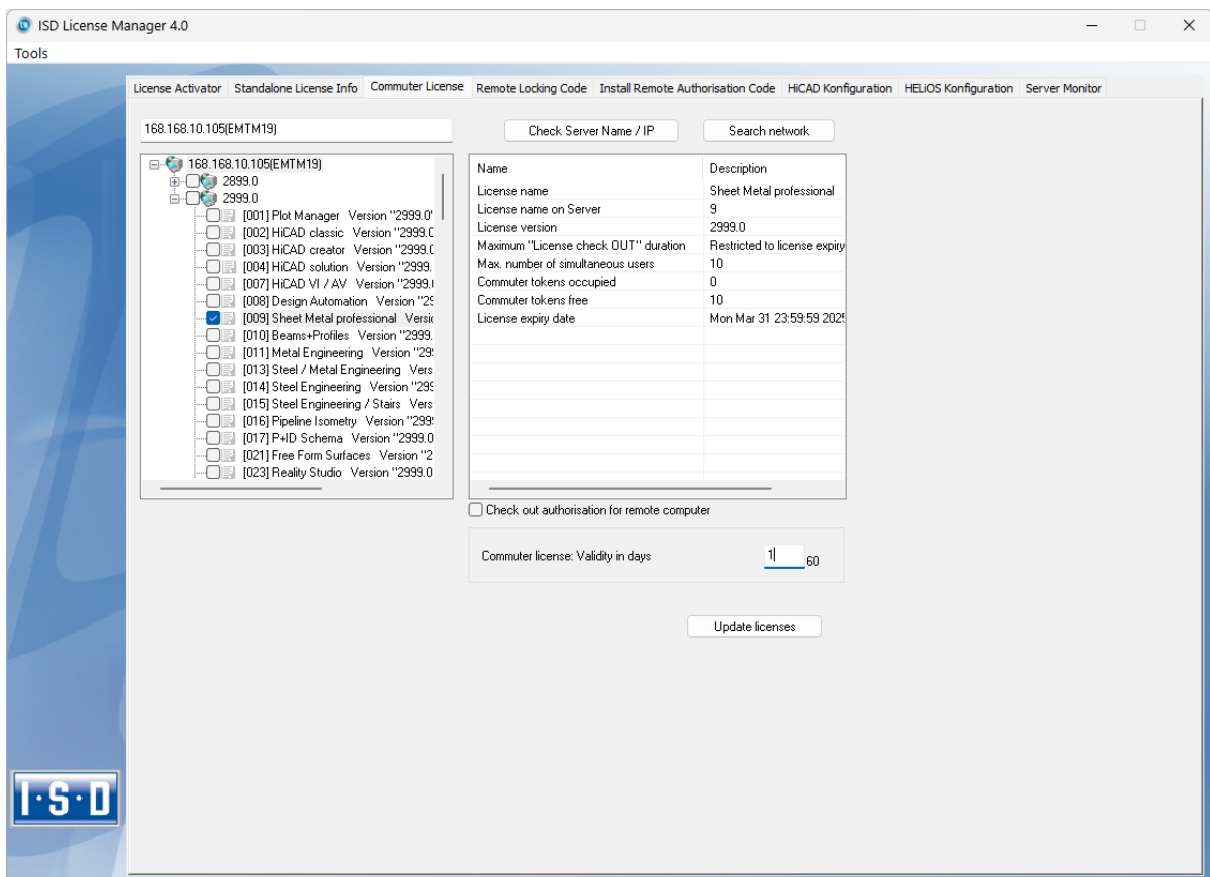 ISD License Manager 4.0
Tools
License Activator Standalone License Info Commuter License Remote Locking Code Install Remote Authorisation Code HiCAD Konfiguration HELiOS Konfiguration Server Monitor
168.168.10.105(EMTM19)
Check Server Name / IP
Search network
168.168.10.105(EMTM19)
2899.0
2999.0
[001] Plot Manager Version "2999.0"
[002] HiCAD classic Version "2999.0
[003] HiCAD creator Version "2999.0
[004] HiCAD solution Version "2999.
[007] HiCAD VI / AV Version "2999.
[008] Design Automation Version "29
[009] Sheet Metal professional Versi
[010] Beams+Profiles Version "2999.
[011] Metal Engineering Version "29
[013] Steel / Metal Engineering Vers
[014] Steel Engineering Version "299
[015] Steel Engineering / Stairs Vers
[016] Pipeline Isometry Version "299
[017] P+ID Schema Version "2999.0
[021] Free Form Surfaces Version "2
[023] Reality Studio Version "2999.0
Name Description
License name Sheet Metal professional
License name on Server 9
License version 2999.0
Maximum "License check OUT" duration Restricted to license expiry
Max. number of simultaneous users 10
Commuter tokens occupied 0
Commuter tokens free 10
License expiry date Mon Mar 31 23:59:59 2025
Check out authorisation for remote computer
Commuter license: Validity in days 1 60
Update licenses
I·S·D